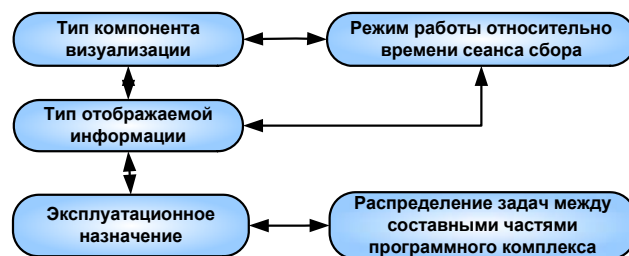 Тип компонента
визуализации
Режим работы относительно
времени сеанса сбора
Тип отображаемой
информации
Эксплуатационное
назначение
Распределение задач между
составными частями
программного комплекса